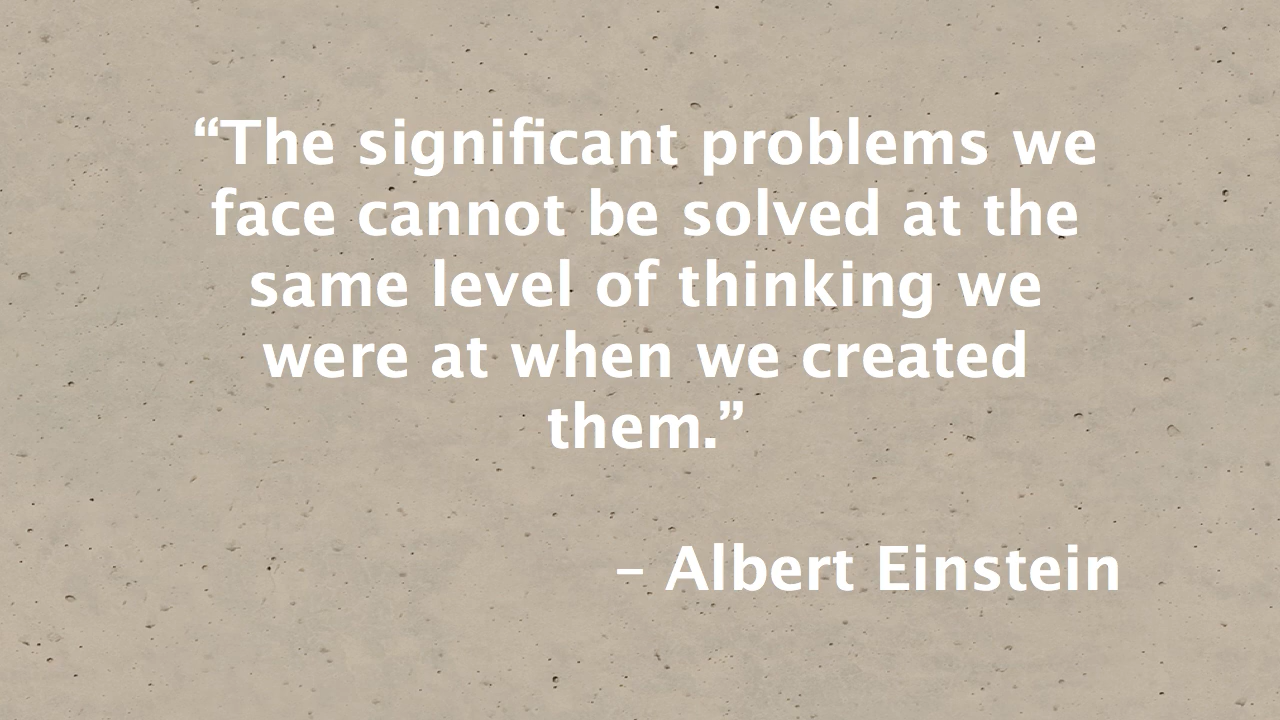 “The significant problems we
face cannot be solved at the
same level of thinking we
were at when we created
them.”
– Albert Einstein